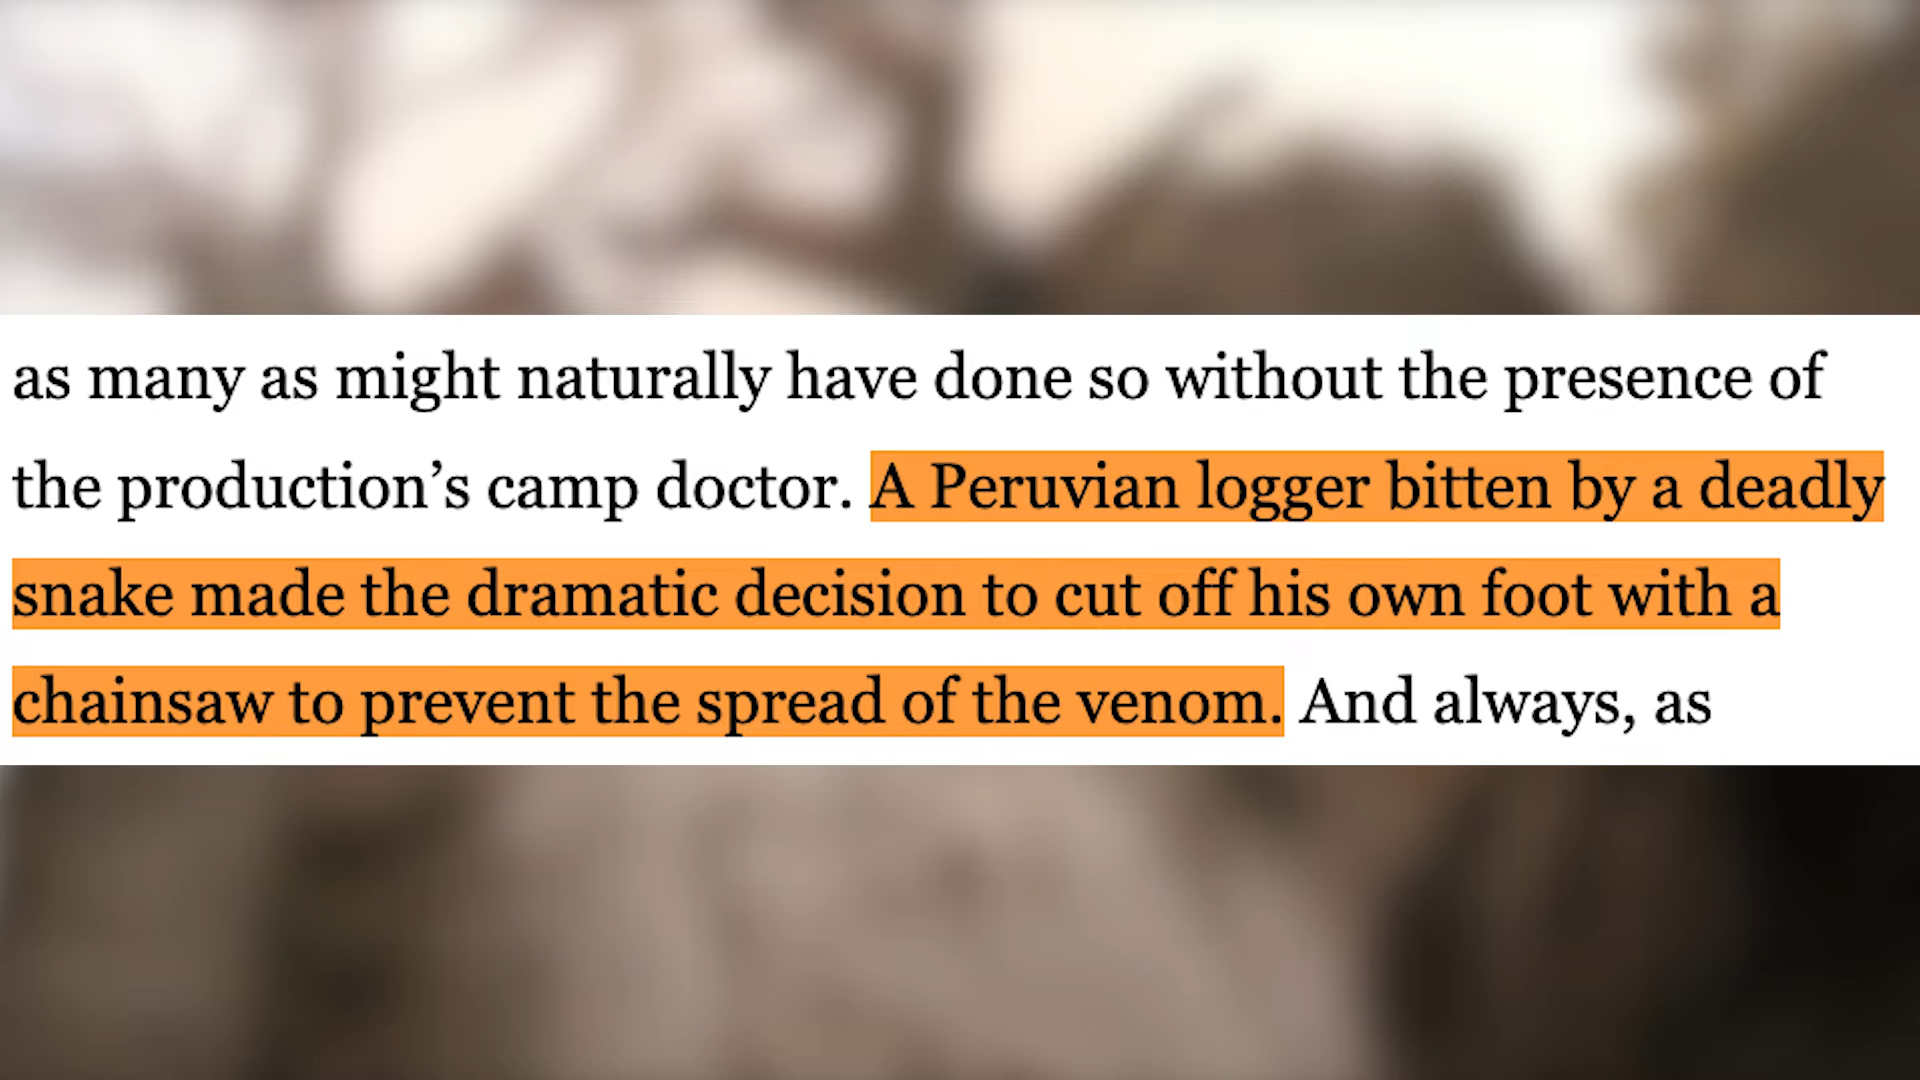 as many as might naturally have done so without the presence of
the production’s camp doctor. A Peruvian logger bitten by a deadly
snake made the dramatic decision to cut off his own foot with a
chainsaw to prevent the spread of the venom. And always, as